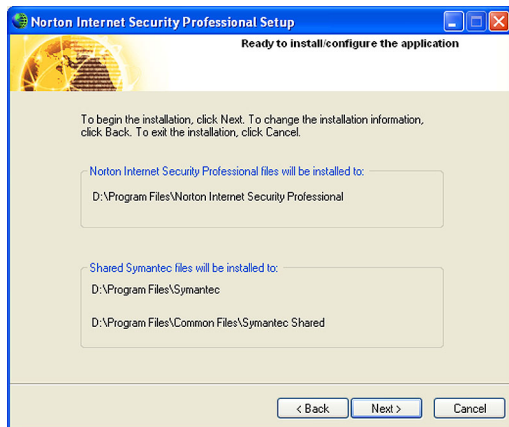 Norton Internet Security Professional Setup
Ready to install/configure the application
To begin the installation, click Next. To change the installation information,
click Back. To exit the installation, click Cancel.
Norton Internet Security Professional files will be installed to:
D:\Program Files\Norton Internet Security Professional
Shared Symantec files will be installed to:
D:\Program Files\Symantec
D:\Program Files\Common Files\Symantec Shared
< Back
Next >
Cancel